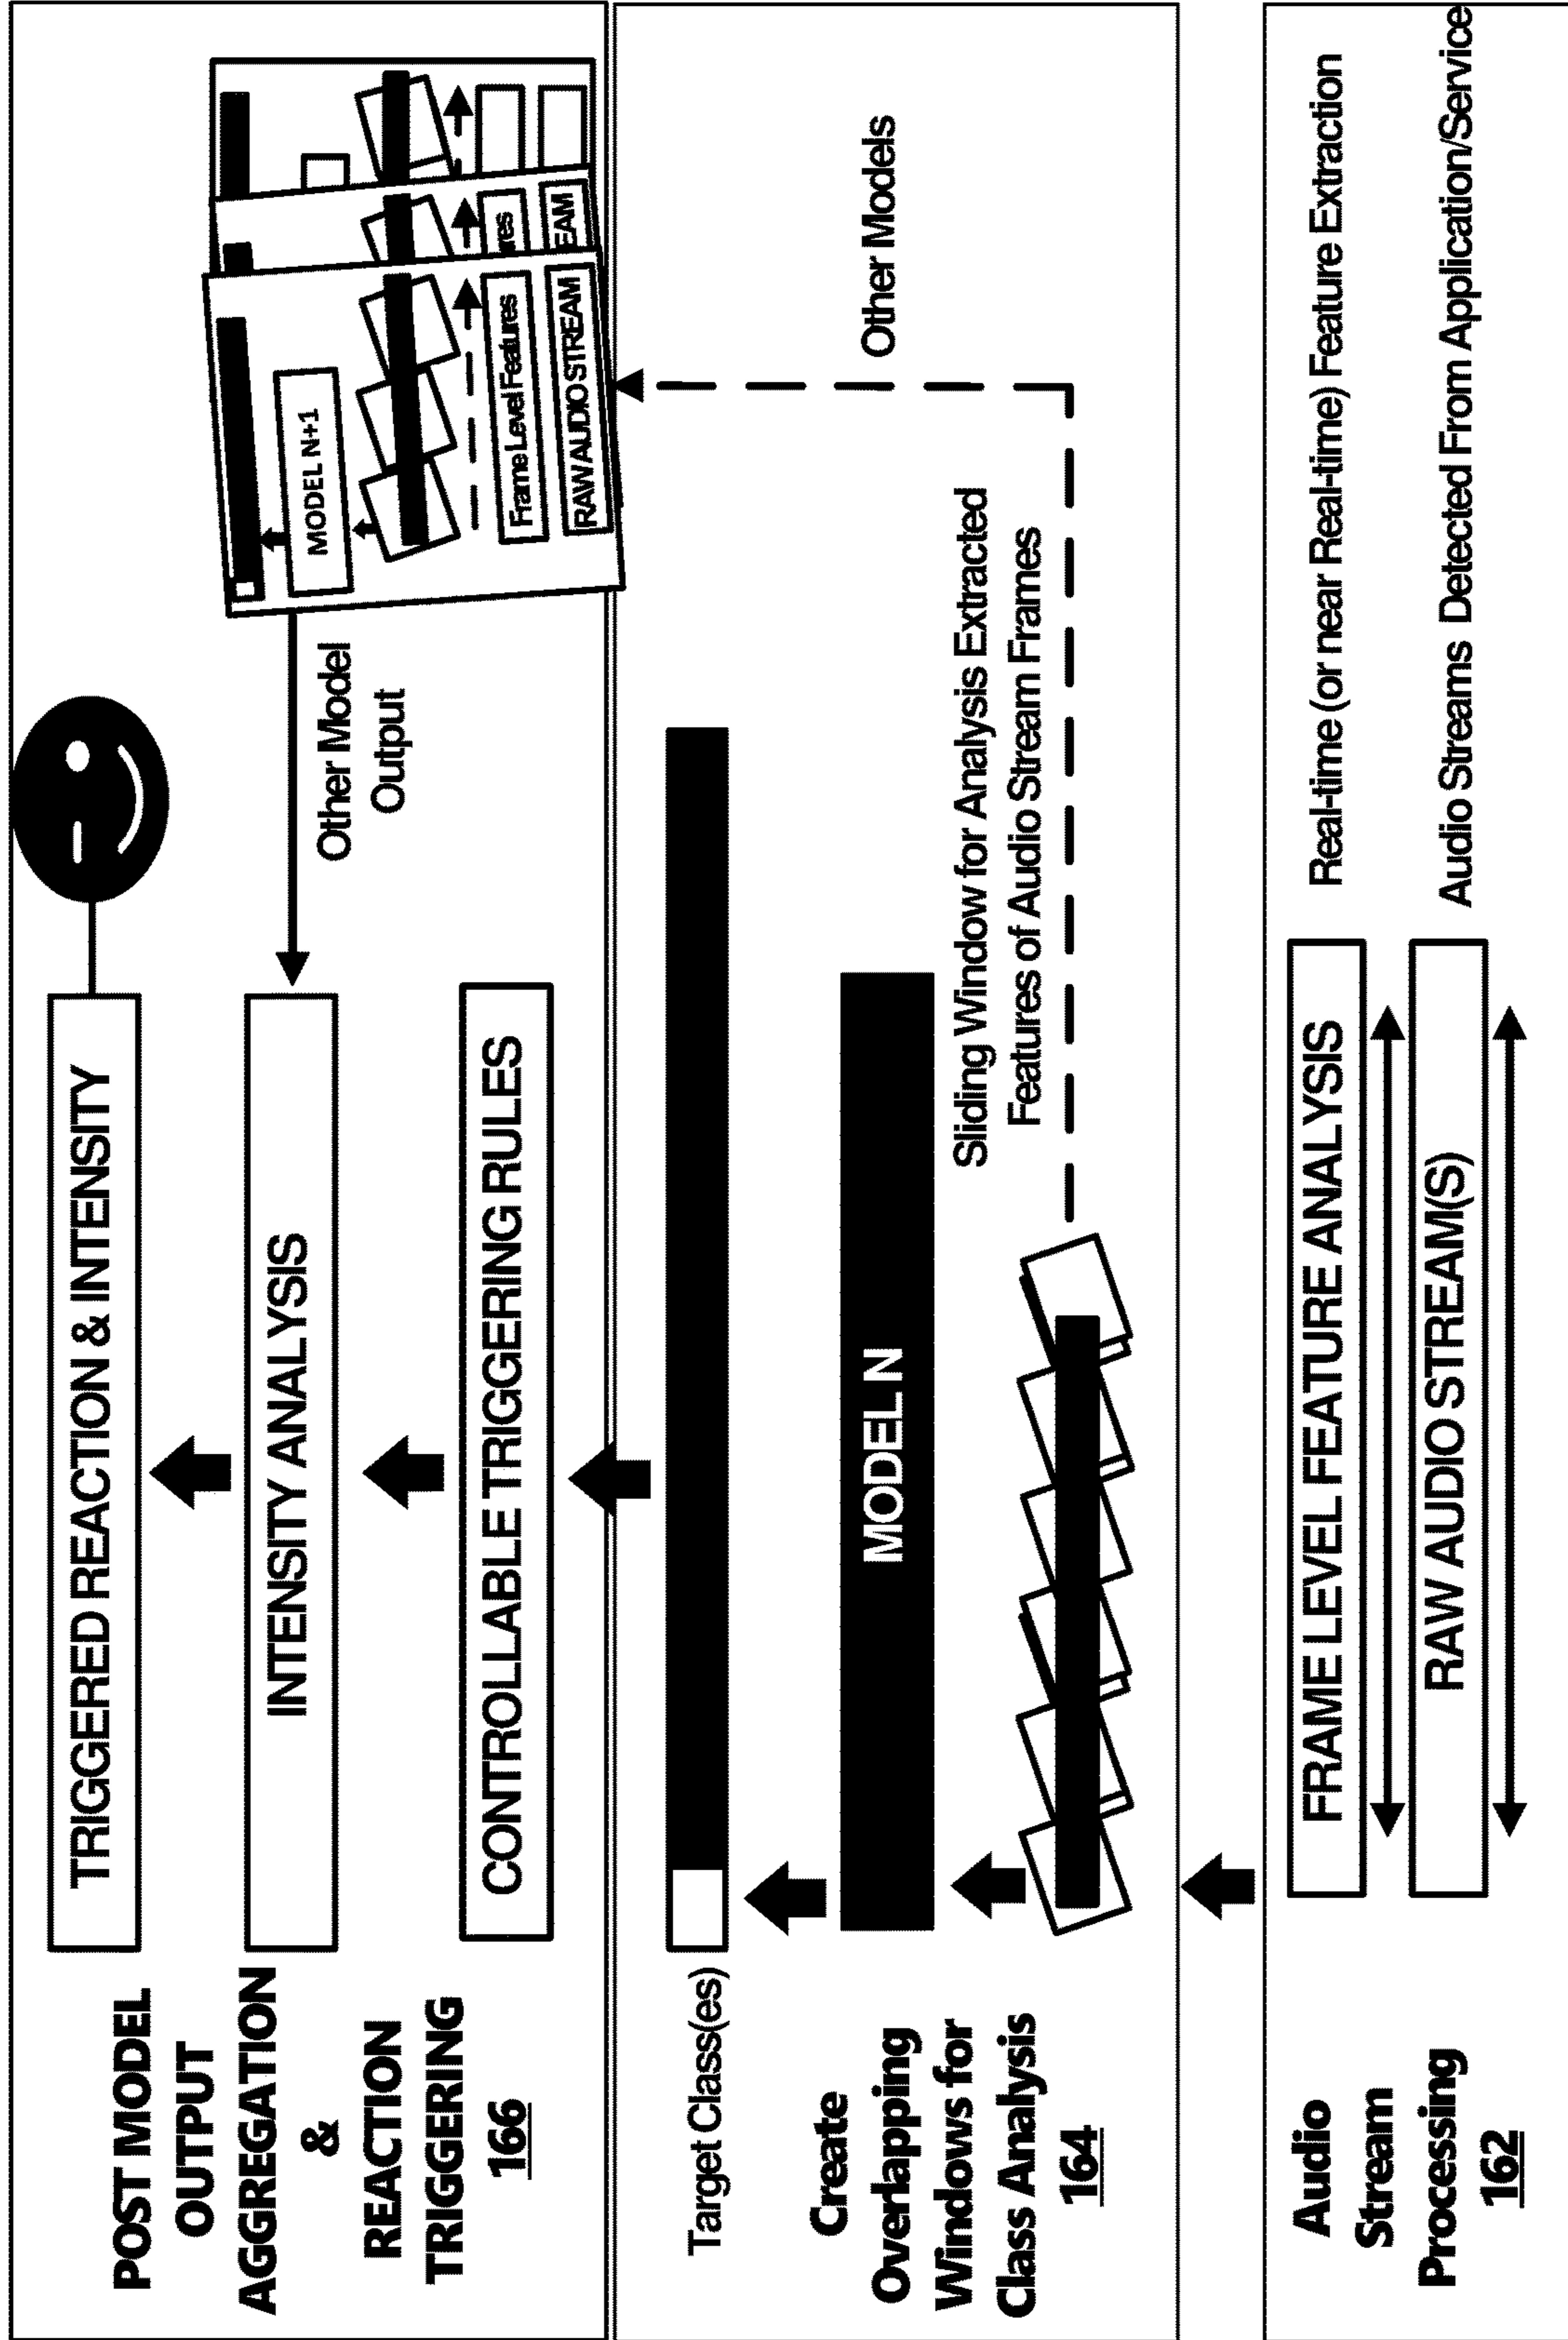 POST MODEL
OUTPUT
AGGREGATION
&
REACTION
TRIGGERING
166
TRIGGERED REACTION & INTENSITY
INTENSITY ANALYSIS
CONTROLLABLE TRIGGERING RULES
Other Model
Output
MODEL N+1
Frame Level Features
RAW AUDIO STREAM
res
EAM
Target Class(es)
Create
Overlapping
Windows for
Class Analysis
164
MODEL N
Sliding Window for Analysis Extracted
Features of Audio Stream Frames
Other Models
Audio
Stream
Processing
162
FRAME LEVEL FEATURE ANALYSIS
RAW AUDIO STREAM(S)
Real-time (or near Real-time) Feature Extraction
Audio Streams Detected From Application/Service